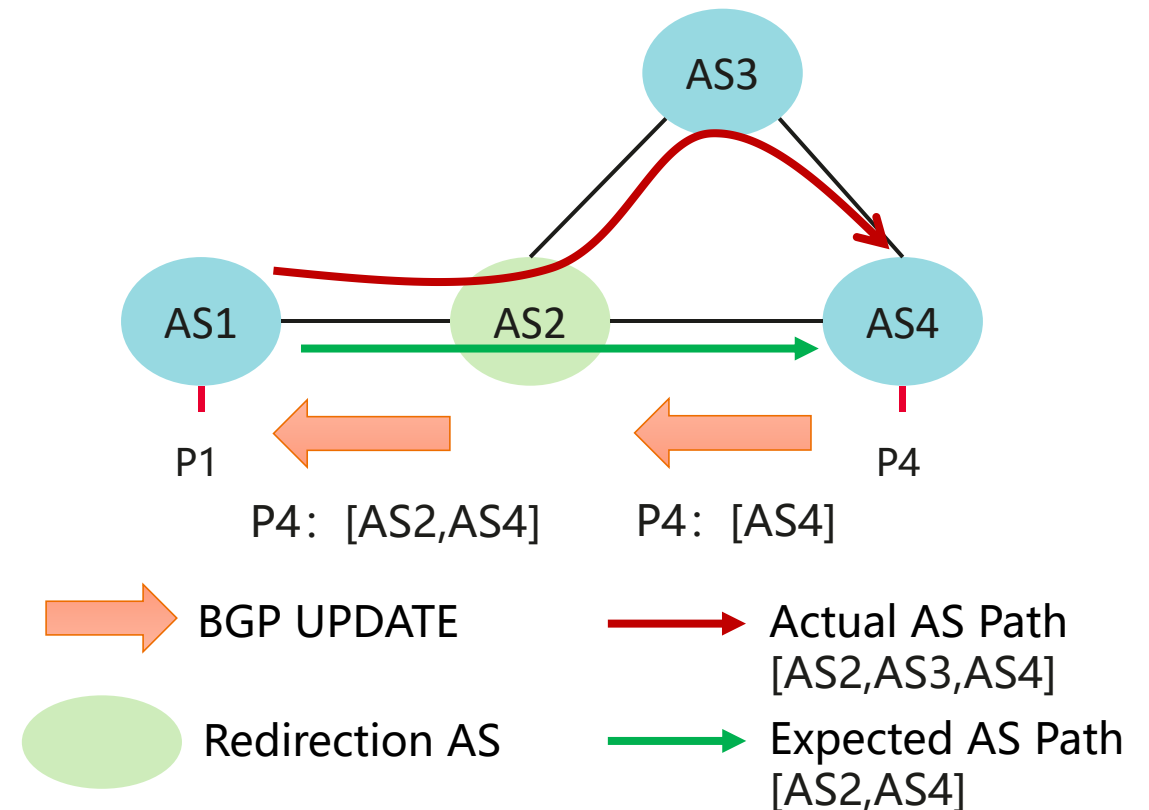 AS3
AS1
AS2
AS4
P1
P4
P4：[AS2,AS4]
P4：[AS4]
BGP UPDATE
Actual AS Path
[AS2,AS3,AS4]
Redirection AS
Expected AS Path
[AS2,AS4]